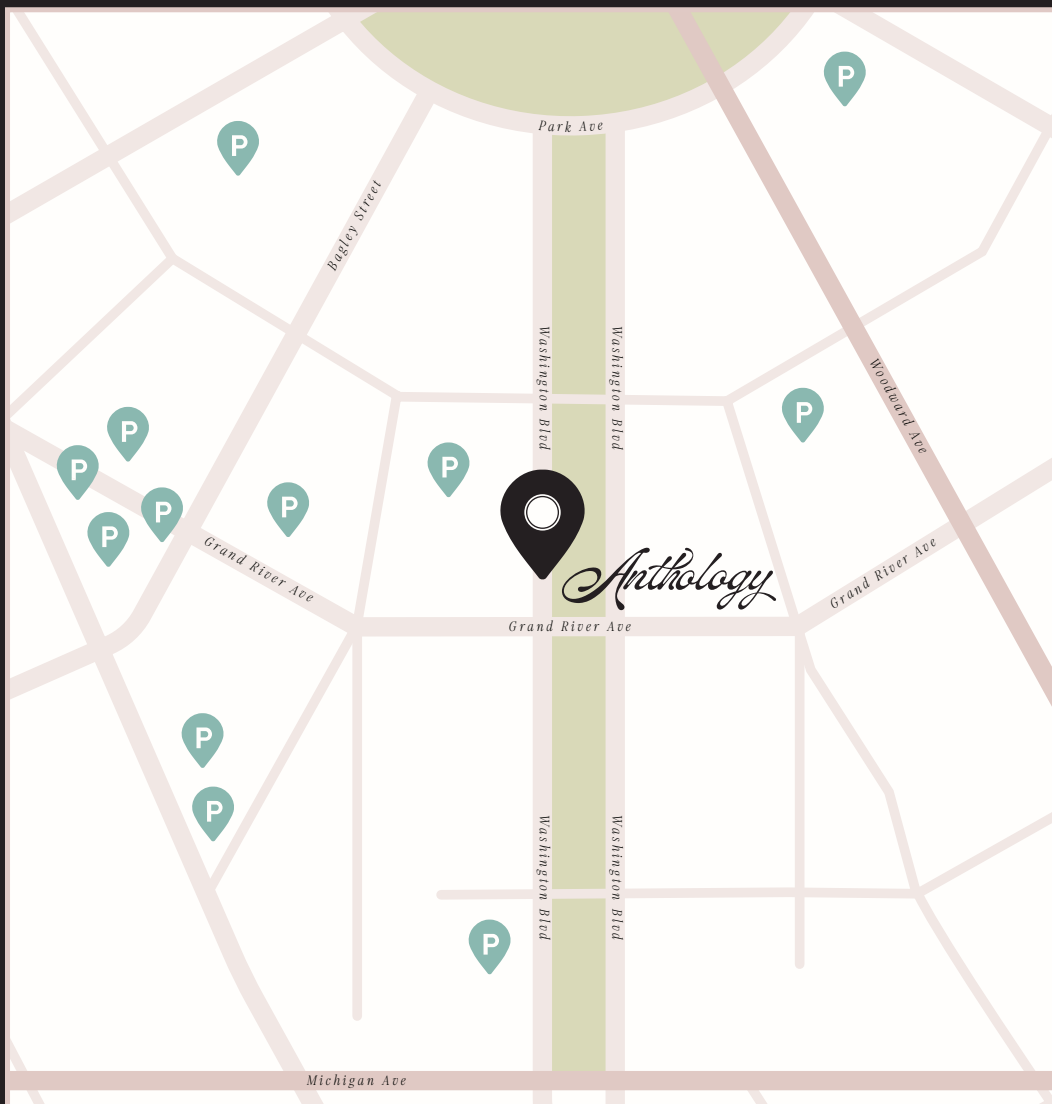 P
Park Ave
P
Bagley Street
Washington Blvd
Washington Blvd
Woodward Ave
P
P
P
P
P
P
P
Grand River Ave
Anthology
Grand River Ave
Grand River Ave
P
P
Washington Blvd
Washington Blvd
P
Michigan Ave